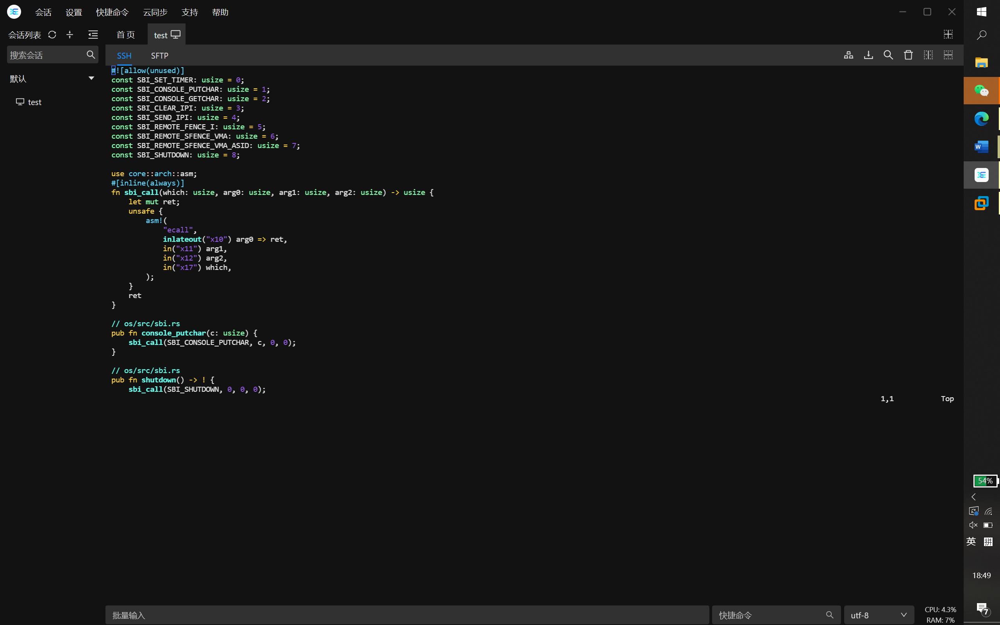 会话 设置 快捷命令 云同步 支持 帮助
会话列表
首页 test
搜索会话
SSH SFTP
默认
test
#![allow(unused)]
const SBI_SET_TIMER: usize = 0;
const SBI_CONSOLE_PUTCHAR: usize = 1;
const SBI_CONSOLE_GETCHAR: usize = 2;
const SBI_CLEAR_IPI: usize = 3;
const SBI_SEND_IPI: usize = 4;
const SBI_REMOTE_FENCE_I: usize = 5;
const SBI_REMOTE_SFENCE_VMA: usize = 6;
const SBI_REMOTE_SFENCE_VMA_ASID: usize = 7;
const SBI_SHUTDOWN: usize = 8;
use core::arch::asm;
#[inline(always)]
fn sbi_call(which: usize, arg0: usize, arg1: usize, arg2: usize) -> usize {
    let mut ret;
    unsafe {
        asm!(
            "ecall",
            inlateout("x10") arg0 => ret,
            in("x11") arg1,
            in("x12") arg2,
            in("x17") which,
        );
    }
    ret
}
// os/src/sbi.rs
pub fn console_putchar(c: usize) {
    sbi_call(SBI_CONSOLE_PUTCHAR, c, 0, 0);
}
// os/src/sbi.rs
pub fn shutdown() -> ! {
    sbi_call(SBI_SHUTDOWN, 0, 0, 0);
1,1 Top
批量输入
快捷命令
utf-8
CPU: 4.3%
RAM: 7%
W
54%
英 拼
18:49
7